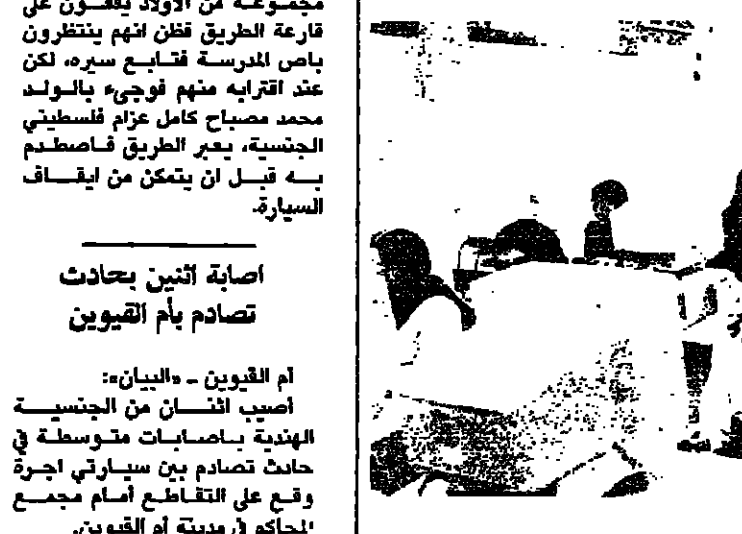 مجموعة من الأولاد يقفون على
قارعة الطريق فظن انهم ينتظرون
باص المدرسة فتابع سيره، لكن
عند اقترابه منهم فوجىء بالولد
محمد مصباح كامل عزام فلسطيني
الجنسية، يعبر الطريق فاصطدم
به قبل ان يتمكن من ايقاف
السيارة.
اصابة اثنين بحادث
تصادم بأم القيوين
أم القيوين - «البيان»:
أصيب اثنان من الجنسية
الهندية باصابات متوسطة في
حادث تصادم بين سيارتي اجرة
وقع على التقاطع أمام مجمع
المحاكم في مدينة أم القيوين.